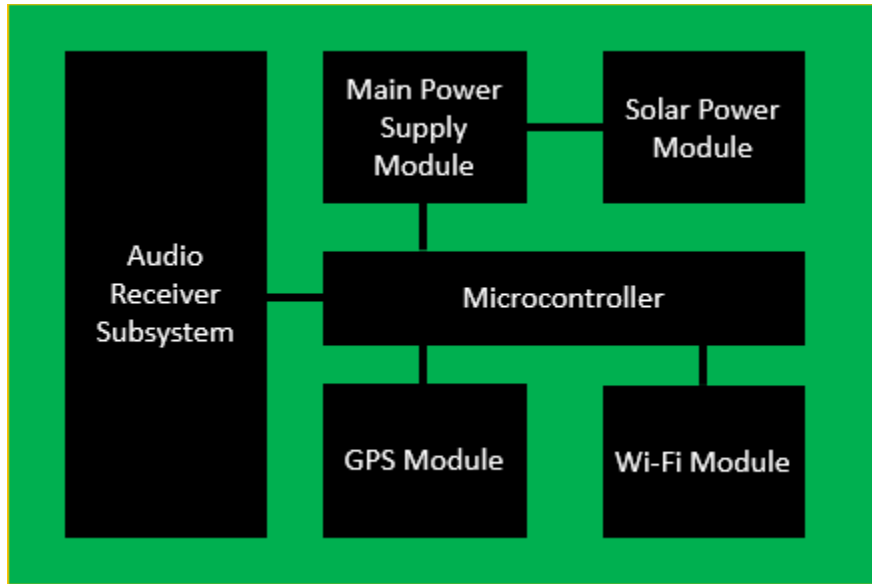 Audio
Receiver
Subsystem
Main Power
Supply
Module
Solar Power
Module
Microcontroller
GPS Module
Wi-Fi Module